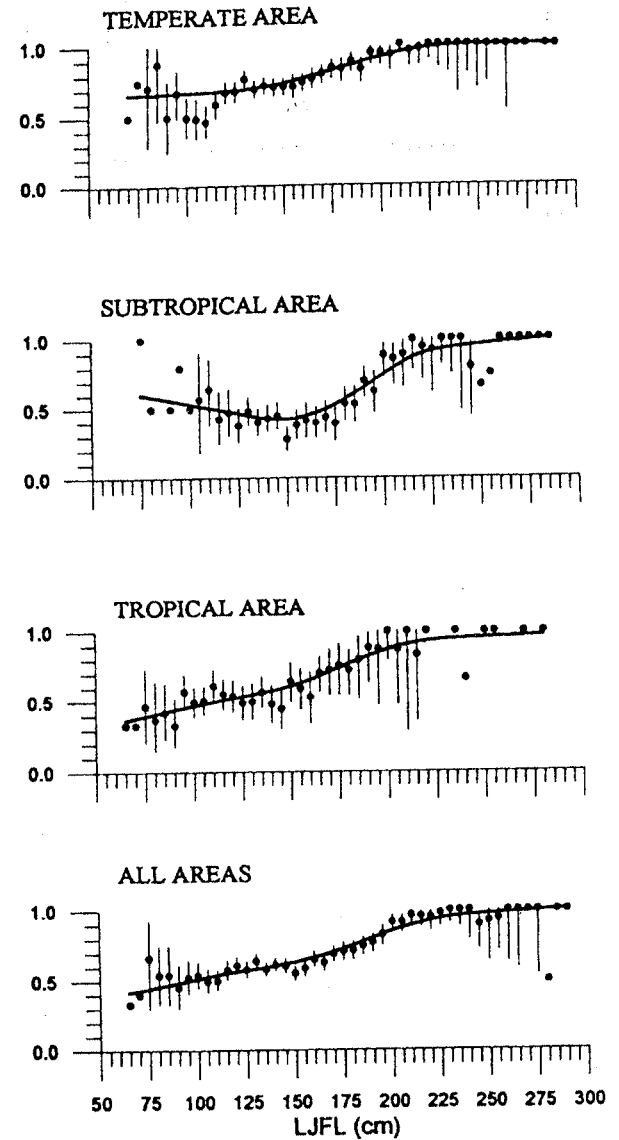 TEMPERATE AREA
1.0
0.5
0.0
SUBTROPICAL AREA
1.0
0.5
0.0
TROPICAL AREA
1.0
0.5
0.0
ALL AREAS
1.0
0.5
0.0
50 75 100 125 150 175 200 225 250 275 300
LJFL (cm)